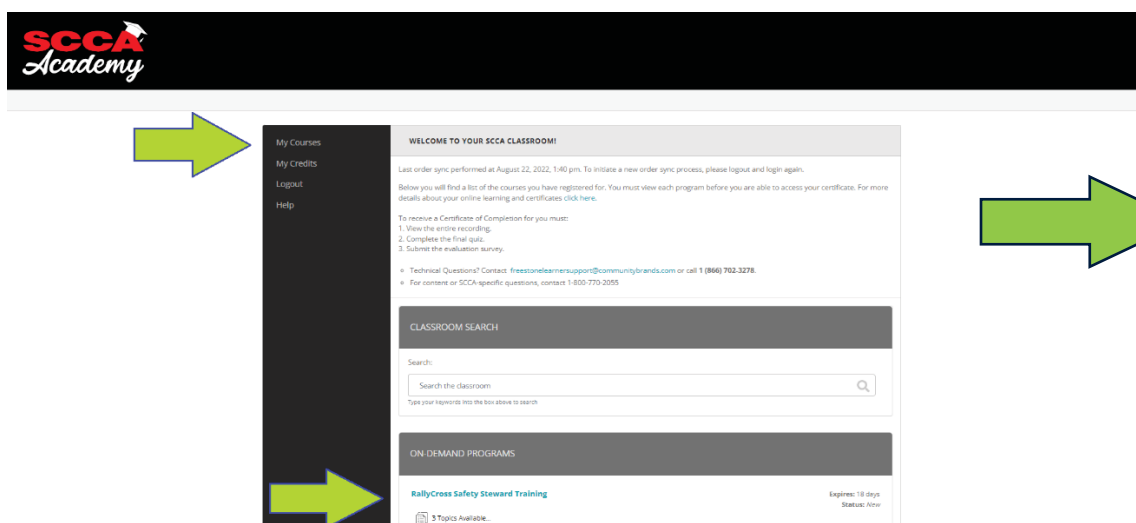 SCCA
Academy
My Courses
My Credits
Logout
Help
WELCOME TO YOUR SCCA CLASSROOM!
Last order sync performed at August 22, 2022, 1:40 pm. To initiate a new order sync process, please logout and login again.
Below you will find a list of the courses you have registered for. You must view each program before you are able to access your certificate. For more
details about your online learning and certificates click here.
To receive a Certificate of Completion for you must:
1. View the entire recording.
2. Complete the final quiz.
3. Submit the evaluation survey.
Technical Questions? Contact freestonelearnersupport@communitybrands.com or call 1 (866) 702-3278.
For content or SCCA-specific questions, contact 1-800-770-2055
CLASSROOM SEARCH
Search:
Search the classroom
Type your keywords into the box above to search
ON-DEMAND PROGRAMS
RallyCross Safety Steward Training
Expires: 18 days
Status: New
3 Topics Available...